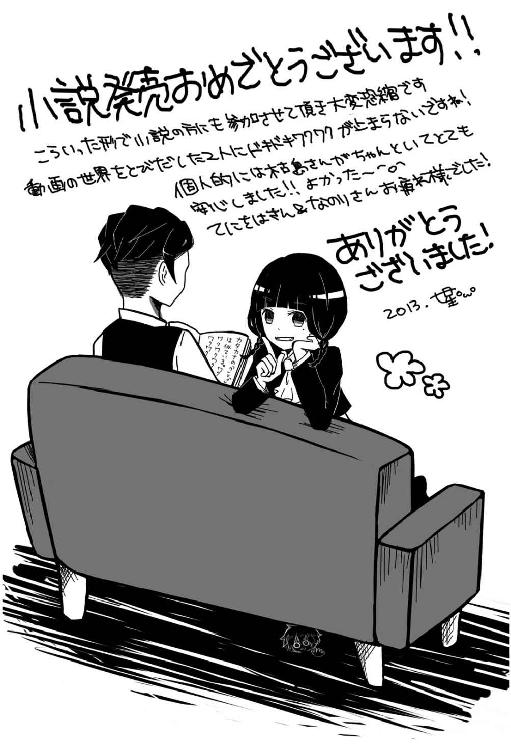 小説発売おめでとうございます!!
こういった形で小説の方にも参加させて頂き大変恐縮です
動画の世界をとびだした2人にドキドキワクワクが止まらないですね!
個人的には枯島さんがちゃんといてとても
安心しました!! よかった〜
てにをはさん&なのりさんお疲れ様でした!
ありがとう
ございました!
2013.